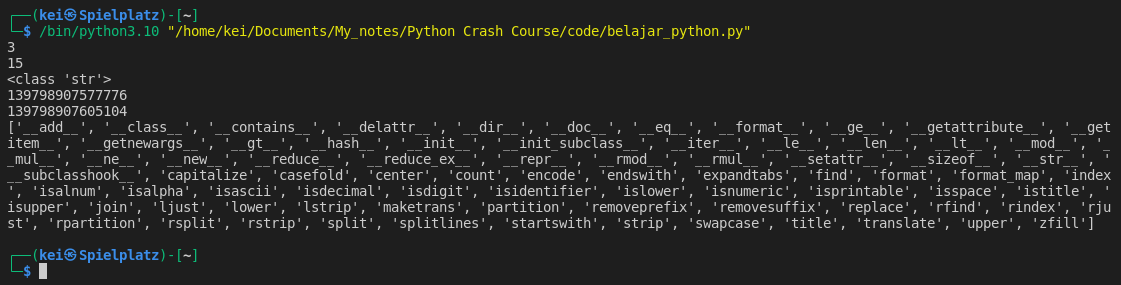 ┌──(kei㉿Spielplatz)-[~]
└─$ /bin/python3.10 "/home/kei/Documents/My_notes/Python Crash Course/code/belajar_python.py"
3
15
<class 'str'>
139798907577776
139798907605104
['__add__', '__class__', '__contains__', '__delattr__', '__dir__', '__doc__', '__eq__', '__format__', '__ge__', '__getattribute__', '__get
item__', '__getnewargs__', '__gt__', '__hash__', '__init__', '__init_subclass__', '__iter__', '__le__', '__len__', '__lt__', '__mod__', '_
_mul__', '__ne__', '__new__', '__reduce__', '__reduce_ex__', '__repr__', '__rmod__', '__rmul__', '__setattr__', '__sizeof__', '__str__', '
__subclasshook__', 'capitalize', 'casefold', 'center', 'count', 'encode', 'endswith', 'expandtabs', 'find', 'format', 'format_map', 'index
', 'isalnum', 'isalpha', 'isascii', 'isdecimal', 'isdigit', 'isidentifier', 'islower', 'isnumeric', 'isprintable', 'isspace', 'istitle', '
isupper', 'join', 'ljust', 'lower', 'lstrip', 'maketrans', 'partition', 'removeprefix', 'removesuffix', 'replace', 'rfind', 'rindex', 'rju
st', 'rpartition', 'rsplit', 'rstrip', 'split', 'splitlines', 'startswith', 'strip', 'swapcase', 'title', 'translate', 'upper', 'zfill']
┌──(kei㉿Spielplatz)-[~]
└─$